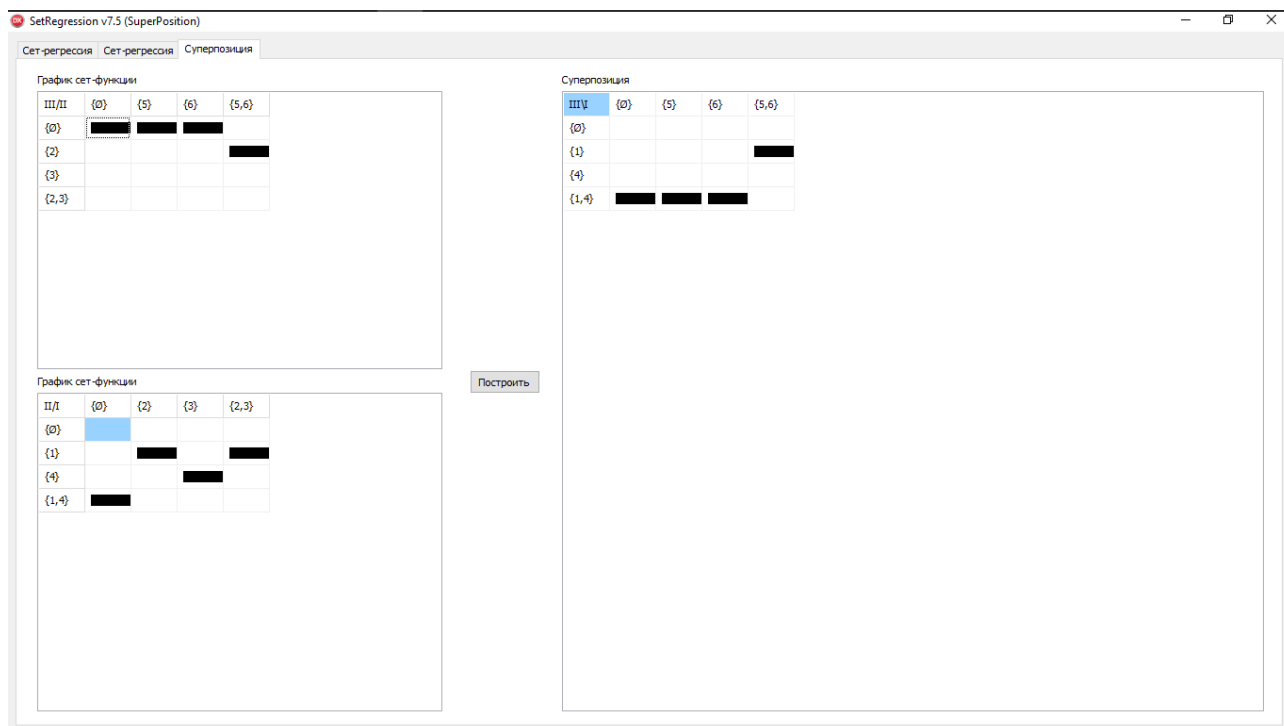 SetRegression v7.5 (SuperPosition)
Сет-регрессия Сет-регрессия Суперпозиция
График сет-функции
III/II {Ø} {5} {6} {5,6}
{Ø}
{2}
{3}
{2,3}
График сет-функции
II/I {Ø} {2} {3} {2,3}
{Ø}
{1}
{4}
{1,4}
Построить
Суперпозиция
III\I {Ø} {5} {6} {5,6}
{Ø}
{1}
{4}
{1,4}